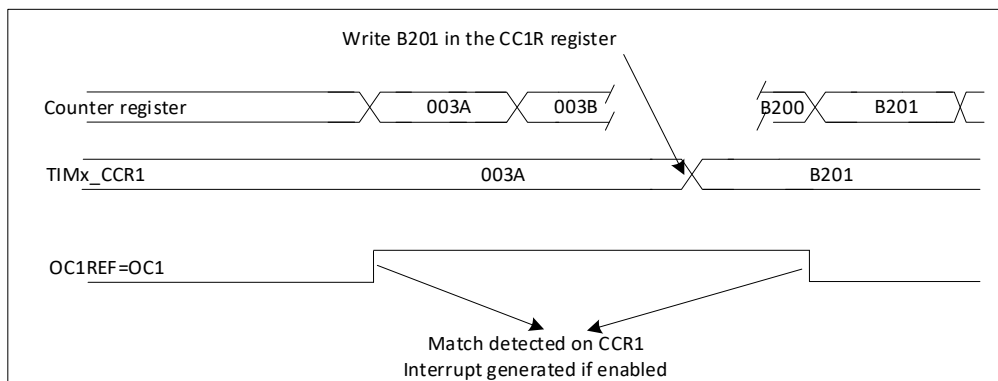 Write B201 in the CC1R register
Counter register 003A 003B B200 B201
TIMx_CCR1 003A B201
OC1REF=OC1
Match detected on CCR1
Interrupt generated if enabled